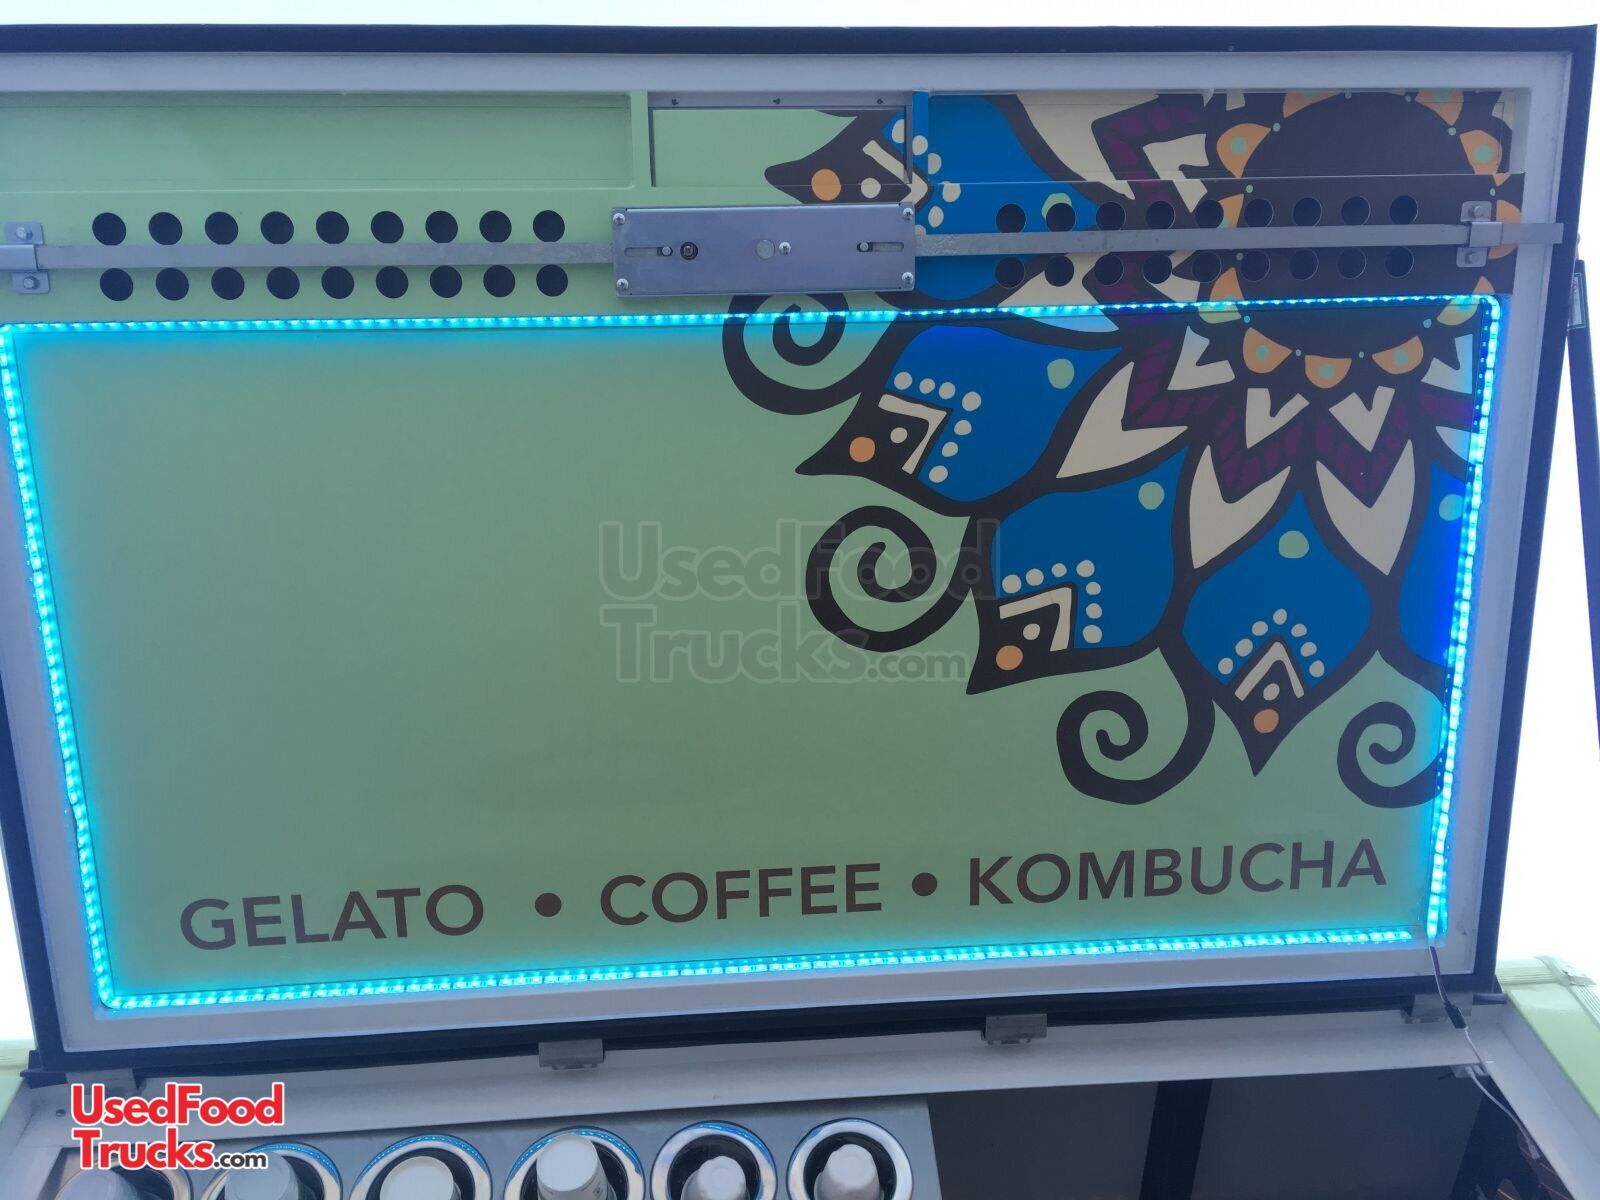 UsedFood
Trucks.com
GELATO • COFFEE • KOMBUCHA
UsedFood
Trucks.com